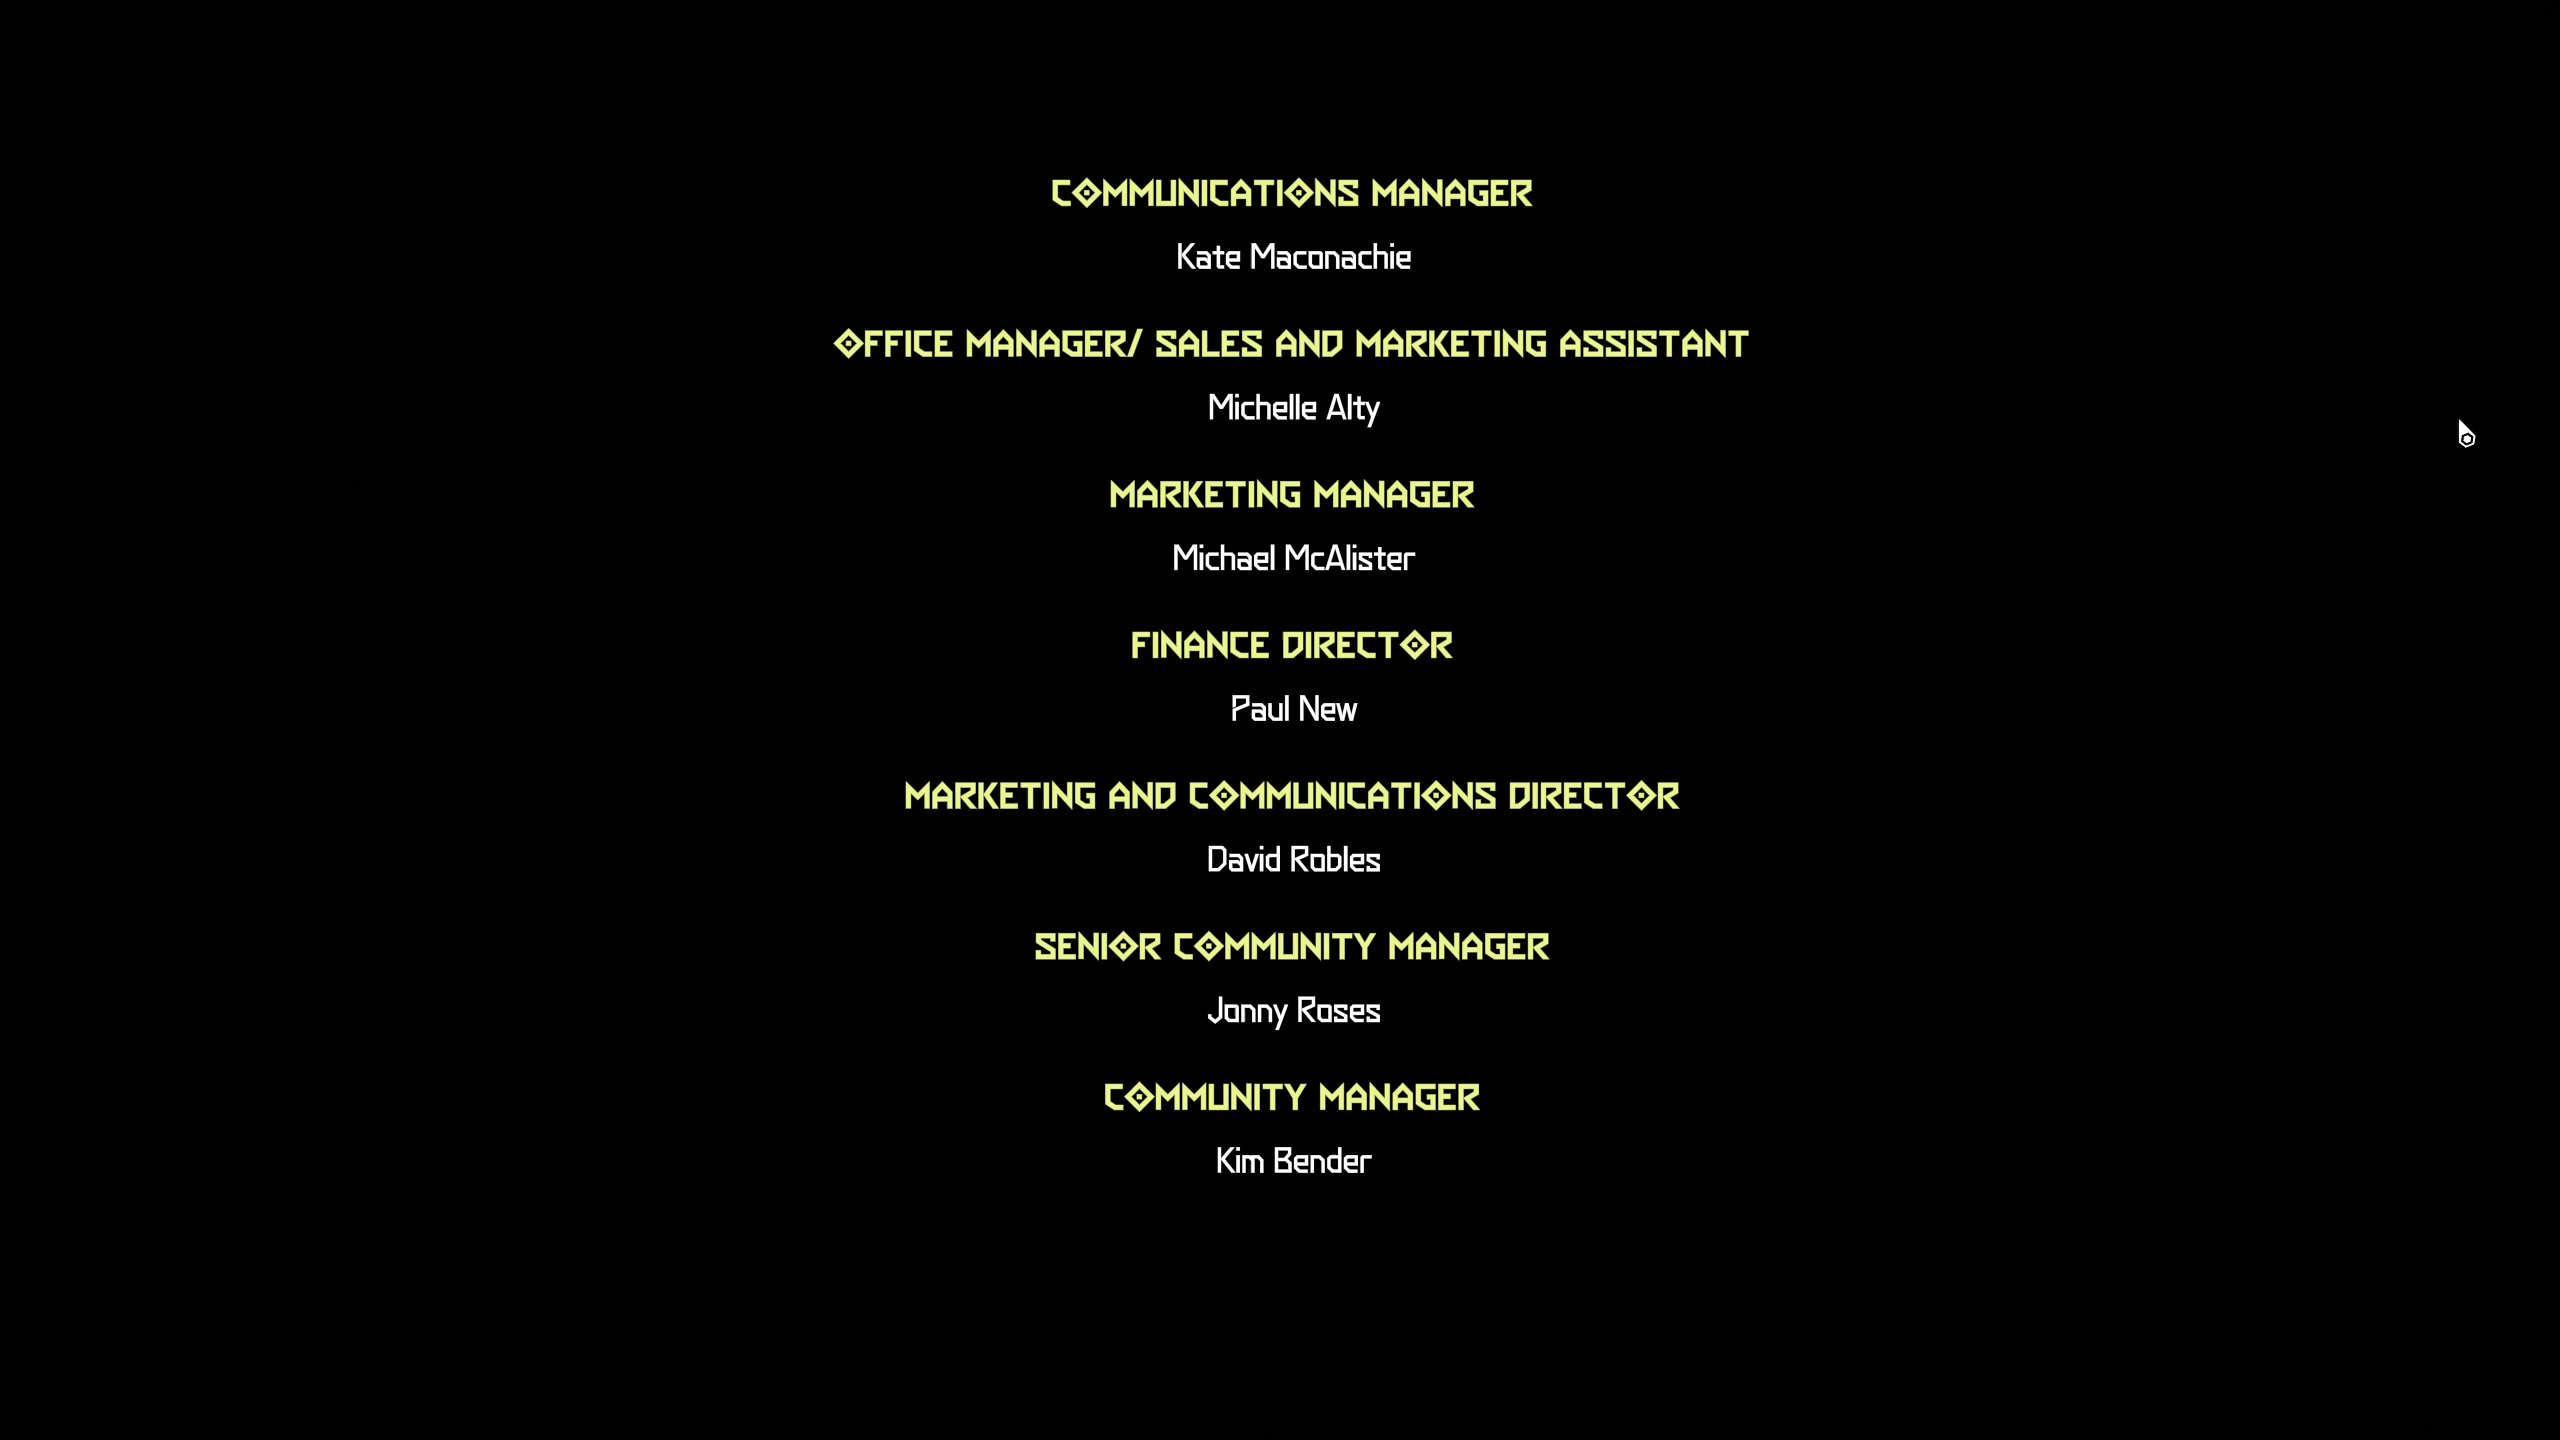 COMMUNICATIONS MANAGER
Kate Maconachie
OFFICE MANAGER/ SALES AND MARKETING ASSISTANT
Michelle Alty
MARKETING MANAGER
Michael McAlister
FINANCE DIRECTOR
Paul New
MARKETING AND COMMUNICATIONS DIRECTOR
David Robles
SENIOR COMMUNITY MANAGER
Jonny Roses
COMMUNITY MANAGER
Kim Bender